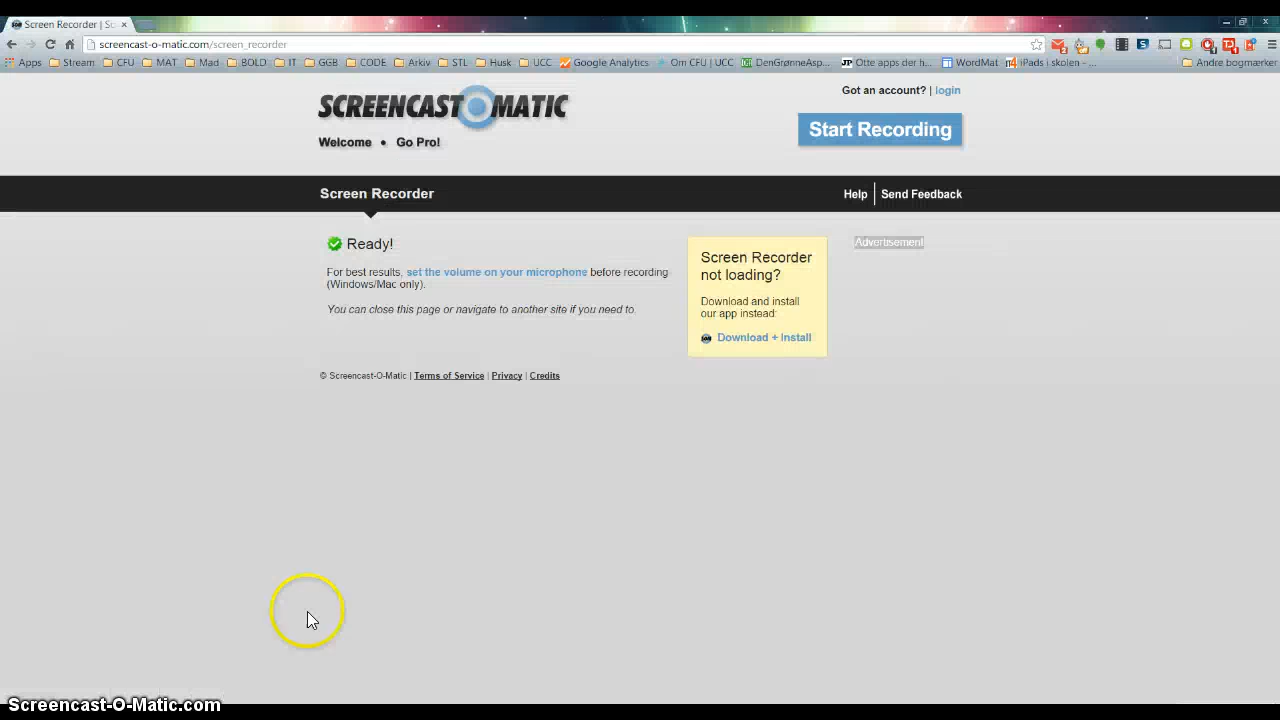 Screen Recorder | Sc
screencast-o-matic.com/screen_recorder
Apps Stream CFU MAT Mad BOLD IT GGB CODE Arkiv STL Husk UCC Google Analytics Om CFU | UCC DenGrønneAsp... Otte apps der h... WordMat iPads i skolen - ... Andre bogmærker
Got an account? | login
SCREENCAST MATIC
Start Recording
Welcome • Go Pro!
Screen Recorder
Help | Send Feedback
Ready!
For best results, set the volume on your microphone before recording
(Windows/Mac only).
You can close this page or navigate to another site if you need to.
Screen Recorder
not loading?
Download and install
our app instead:
Download + Install
Advertisement
© Screencast-O-Matic | Terms of Service | Privacy | Credits
Screencast-O-Matic.com